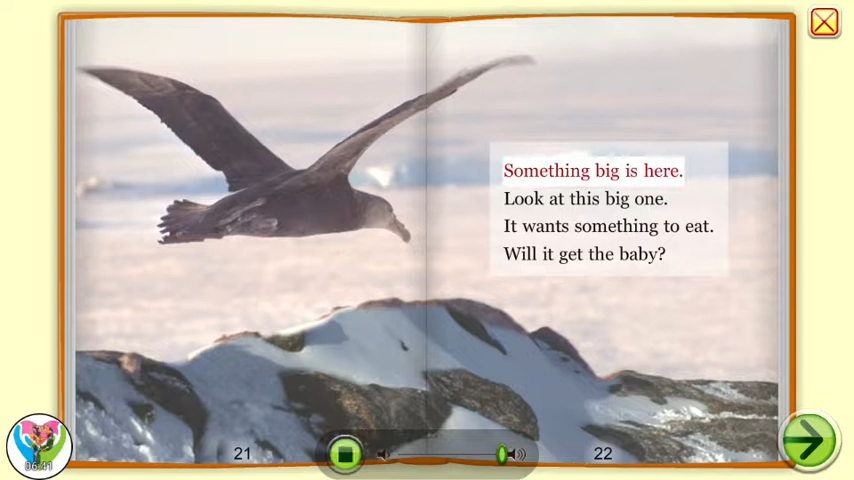 Something big is here.
Look at this big one.
It wants something to eat.
Will it get the baby?
21
22
06:41